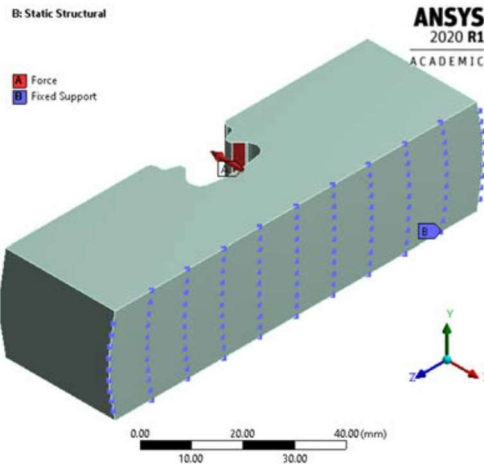 B: Static Structural
ANSYS
2020 R1
ACADEMIC
A Force
B Fixed Support
A
B
Y
Z
0.00 20.00 40.00 (mm)
10.00 30.00